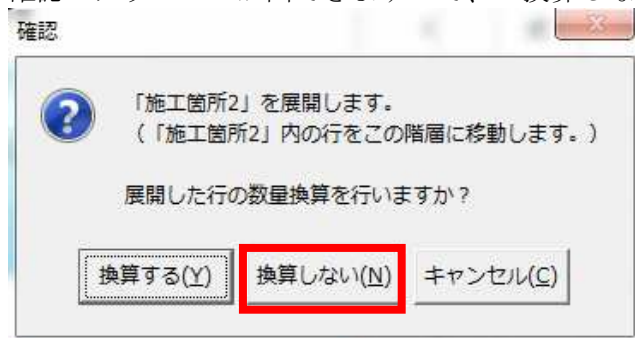 確認
「施工箇所2」を展開します。
（「施工箇所2」内の行をこの階層に移動します。）
展開した行の数量換算を行いますか？
換算する(Y) 換算しない(N) キャンセル(C)